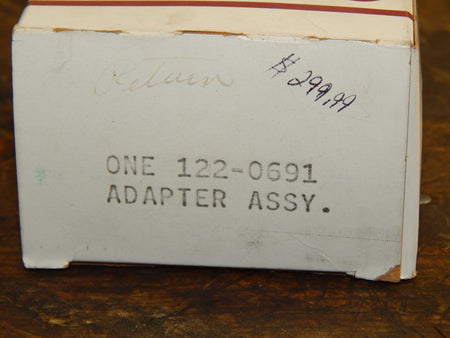 Return
$299.99
ONE 122-0691
ADAPTER ASSY.